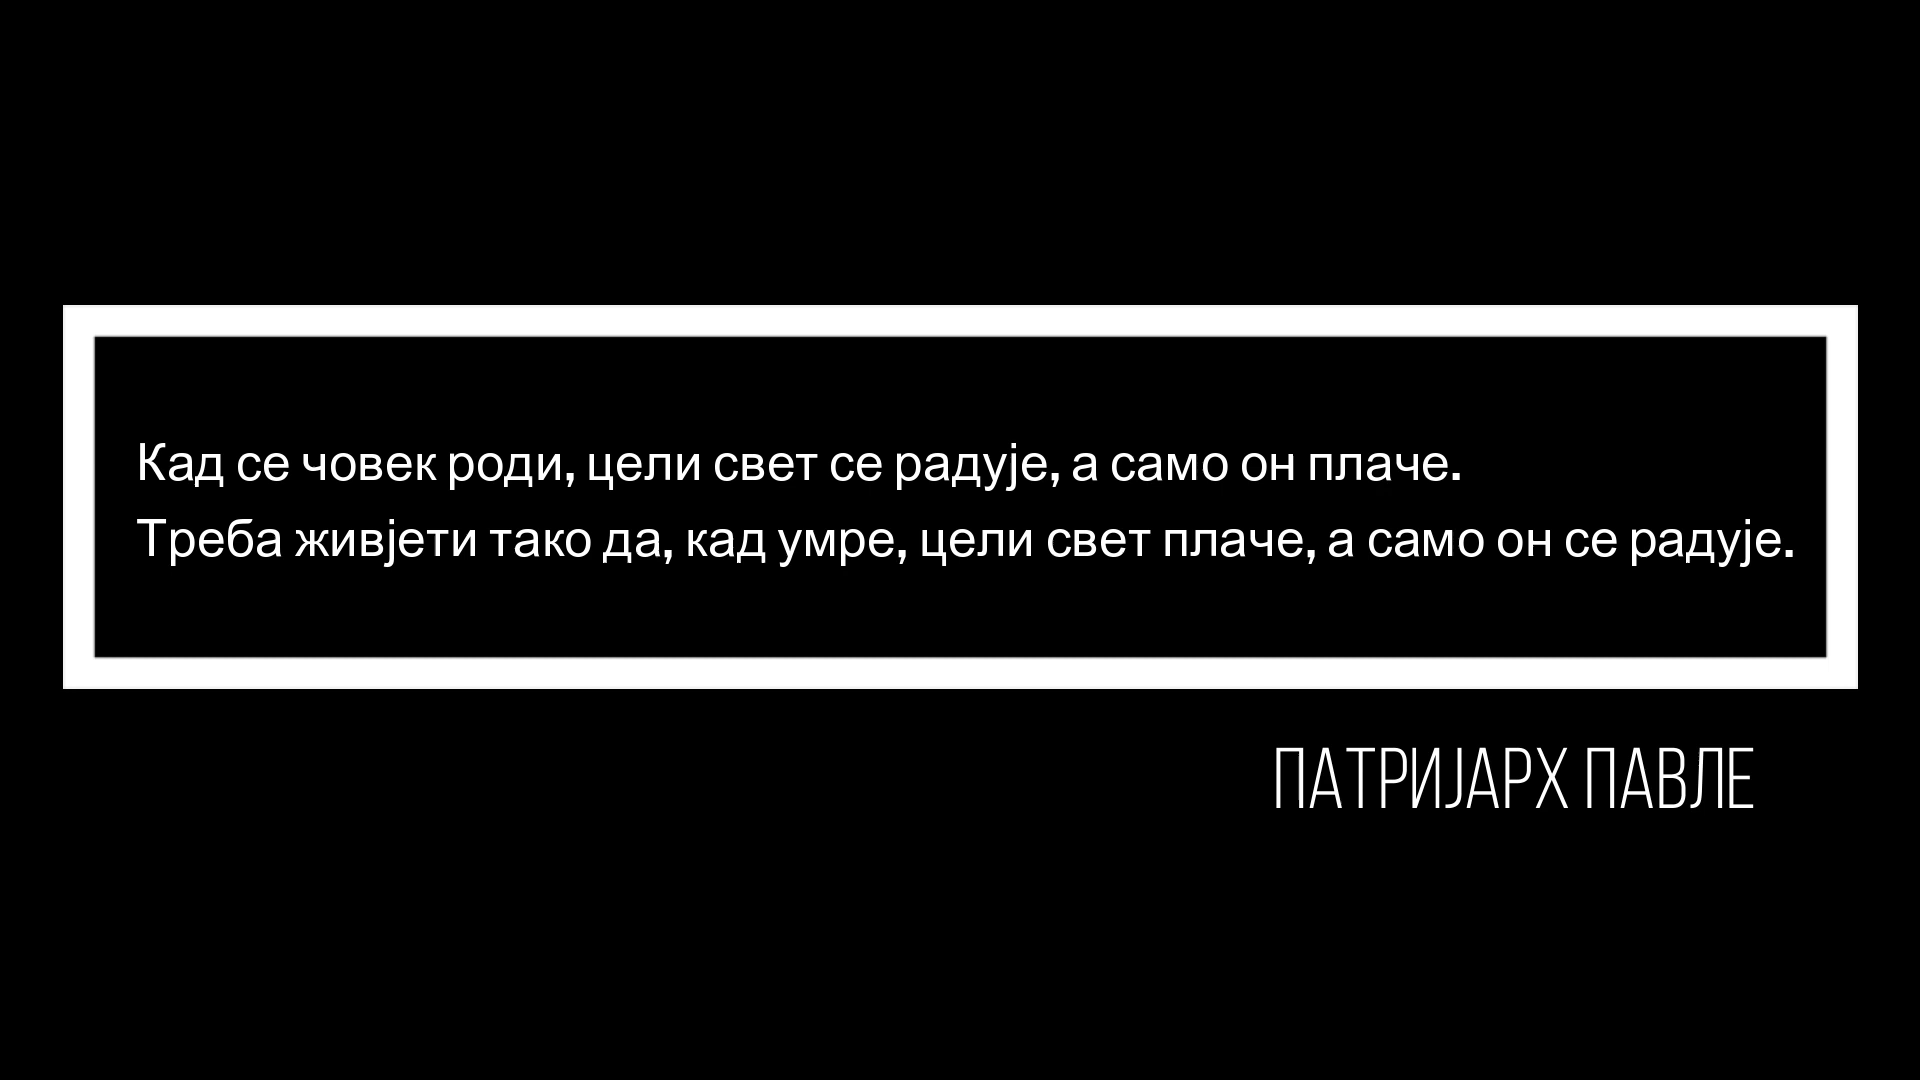 Кад се човек роди, цели свет се радује, а само он плаче.
Треба живјети тако да, кад умре, цели свет плаче, а само он се радује.
ПАТРИЈАРХ ПАВЛЕ